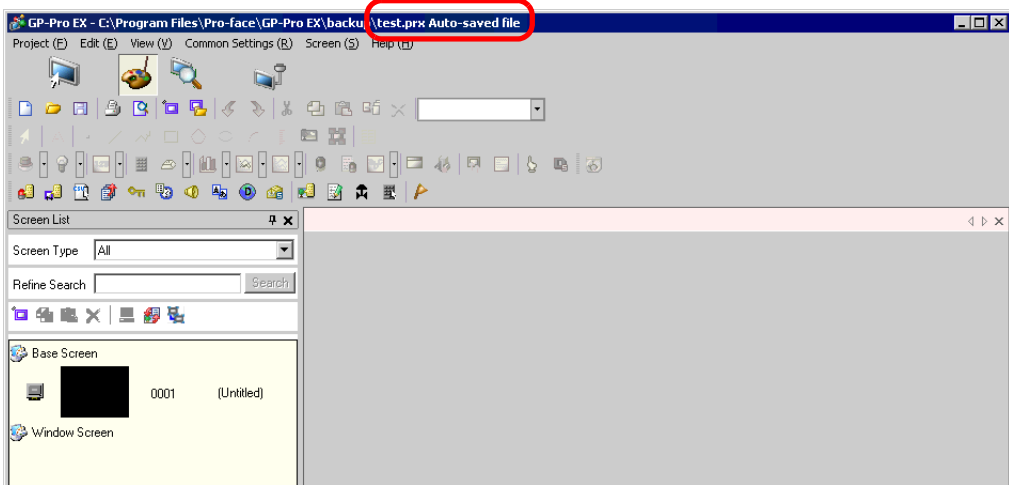 GP-Pro EX - C:\Program Files\Pro-face\GP-Pro EX\backup\test.prx Auto-saved file
Project (F) Edit (E) View (V) Common Settings (R) Screen (S) Help (H)
Screen List
Screen Type All
Refine Search Search
Base Screen
0001 (Untitled)
Window Screen